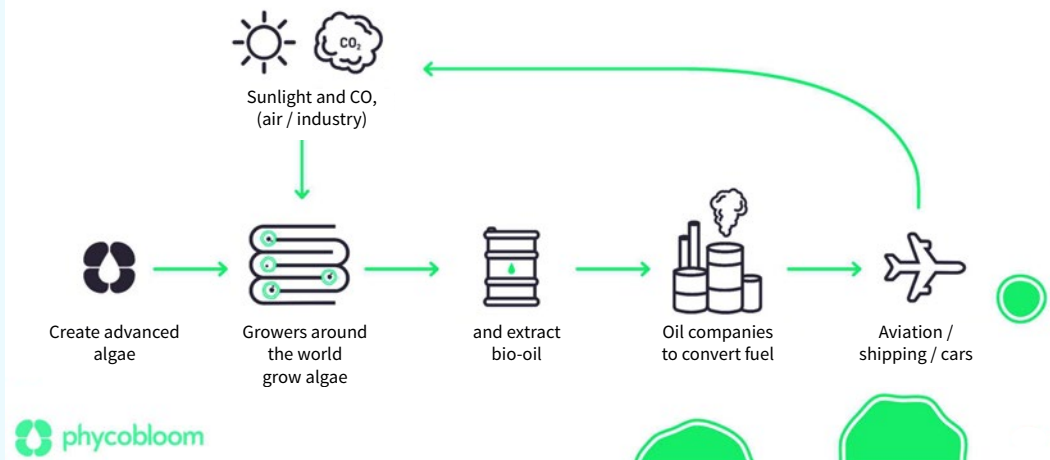 CO₂
Sunlight and CO,
(air / industry)
Create advanced
algae
Growers around
the world
grow algae
and extract
bio-oil
Oil companies
to convert fuel
Aviation /
shipping / cars
phycobloom